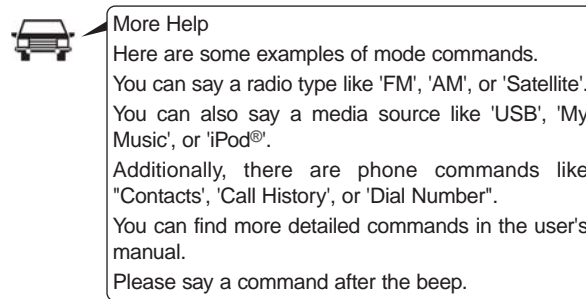 More Help
Here are some examples of mode commands.
You can say a radio type like 'FM', 'AM', or 'Satellite'.
You can also say a media source like 'USB', 'My
Music', or 'iPod®'.
Additionally, there are phone commands like
"Contacts', 'Call History', or 'Dial Number".
You can find more detailed commands in the user's
manual.
Please say a command after the beep.